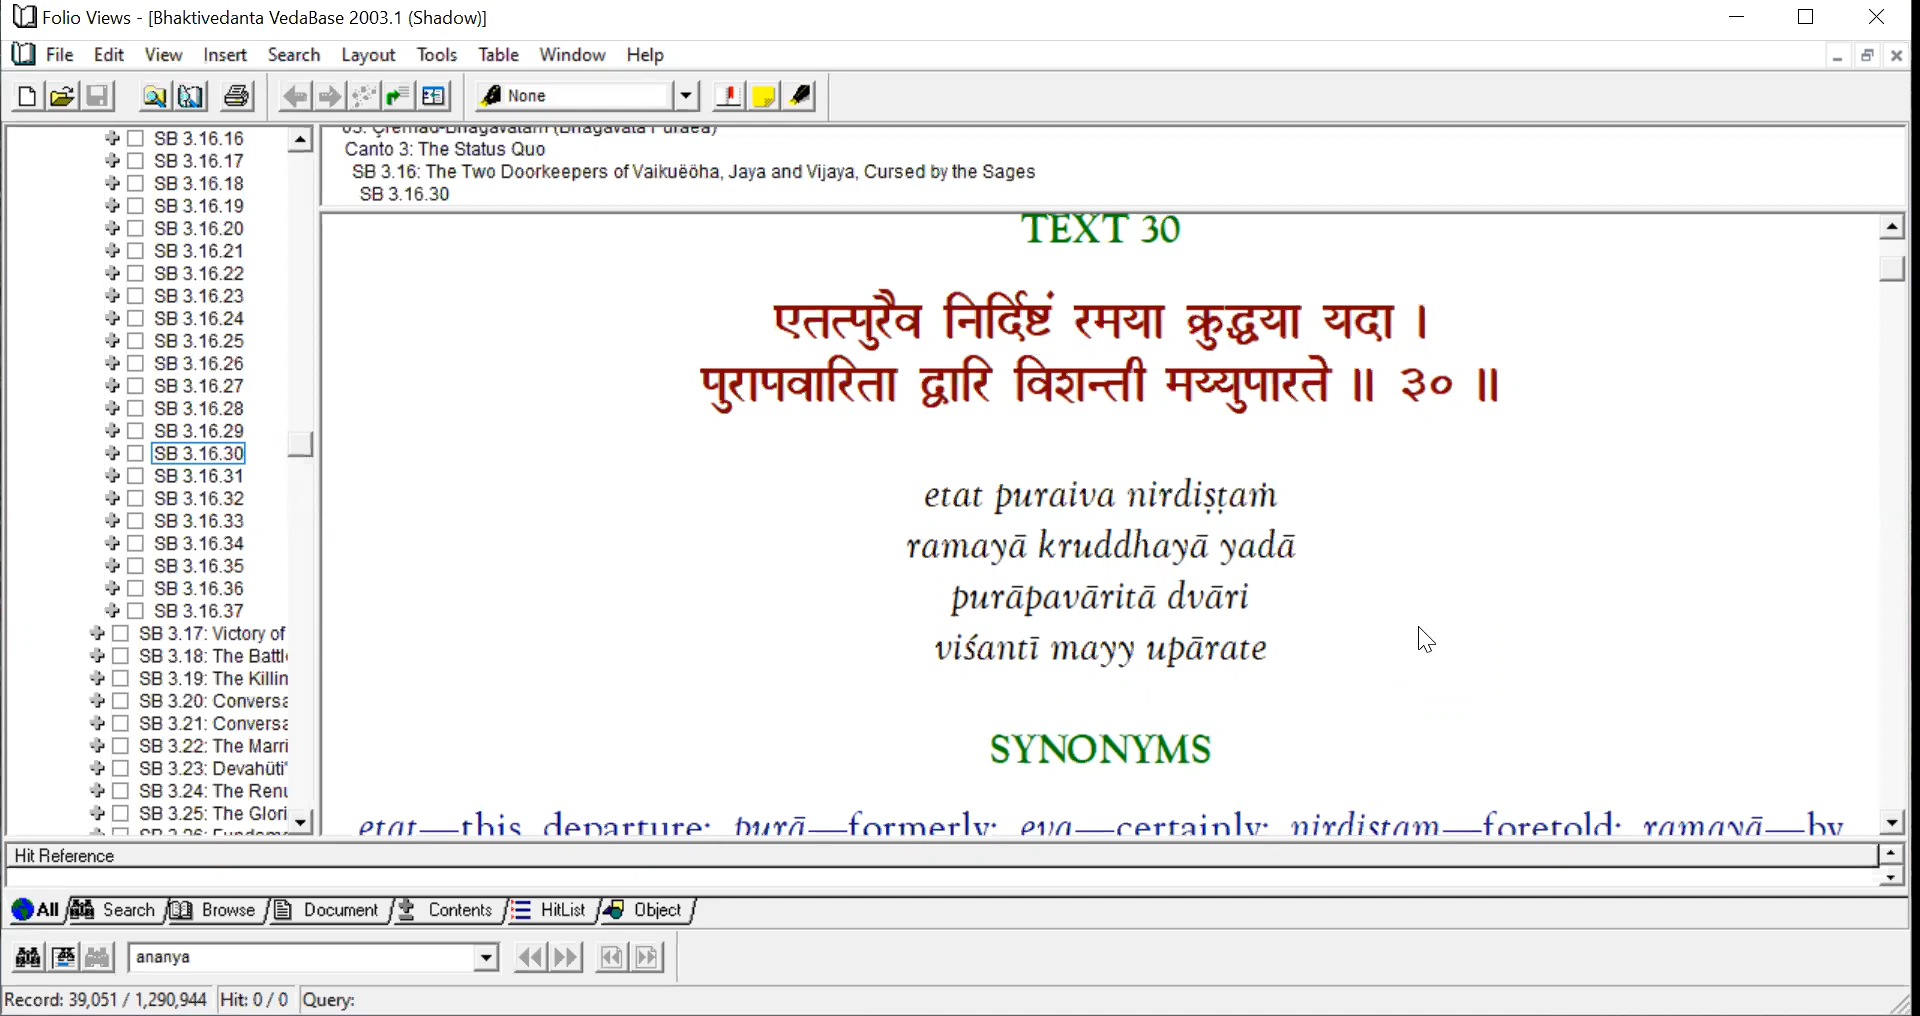 Folio Views - [Bhaktivedanta VedaBase 2003.1 (Shadow)]
File Edit View Insert Search Layout Tools Table Window Help
None
SB 3.16.16
SB 3.16.17
SB 3.16.18
SB 3.16.19
SB 3.16.20
SB 3.16.21
SB 3.16.22
SB 3.16.23
SB 3.16.24
SB 3.16.25
SB 3.16.26
SB 3.16.27
SB 3.16.28
SB 3.16.29
SB 3.16.30
SB 3.16.31
SB 3.16.32
SB 3.16.33
SB 3.16.34
SB 3.16.35
SB 3.16.36
SB 3.16.37
SB 3.17: Victory of
SB 3.18: The Battl
SB 3.19: The Killin
SB 3.20: Conversa
SB 3.21: Conversa
SB 3.22: The Marri
SB 3.23: Devahüti'
SB 3.24: The Renu
SB 3.25: The Glori
Canto 3: The Status Quo
SB 3.16: The Two Doorkeepers of Vaikuëöha, Jaya and Vijaya, Cursed by the Sages
SB 3.16.30
TEXT 30
एतत्पुरैव निर्दिष्टं रमया क्रुद्धया यदा ।
पुरापवारिता द्वारि विशन्ती मय्युपारते ॥ ३० ॥
etat puraiva nirdiṣṭaṁ
ramayā kruddhayā yadā
purāpavāritā dvāri
viśantī mayy upārate
SYNONYMS
etat—this departure; purā—formerly; eva—certainly; nirdiṣṭam—foretold; ramayā—by
Hit Reference
All Search Browse Document Contents HitList Object
ananya
Record: 39,051 / 1,290,944 Hit: 0 / 0 Query: